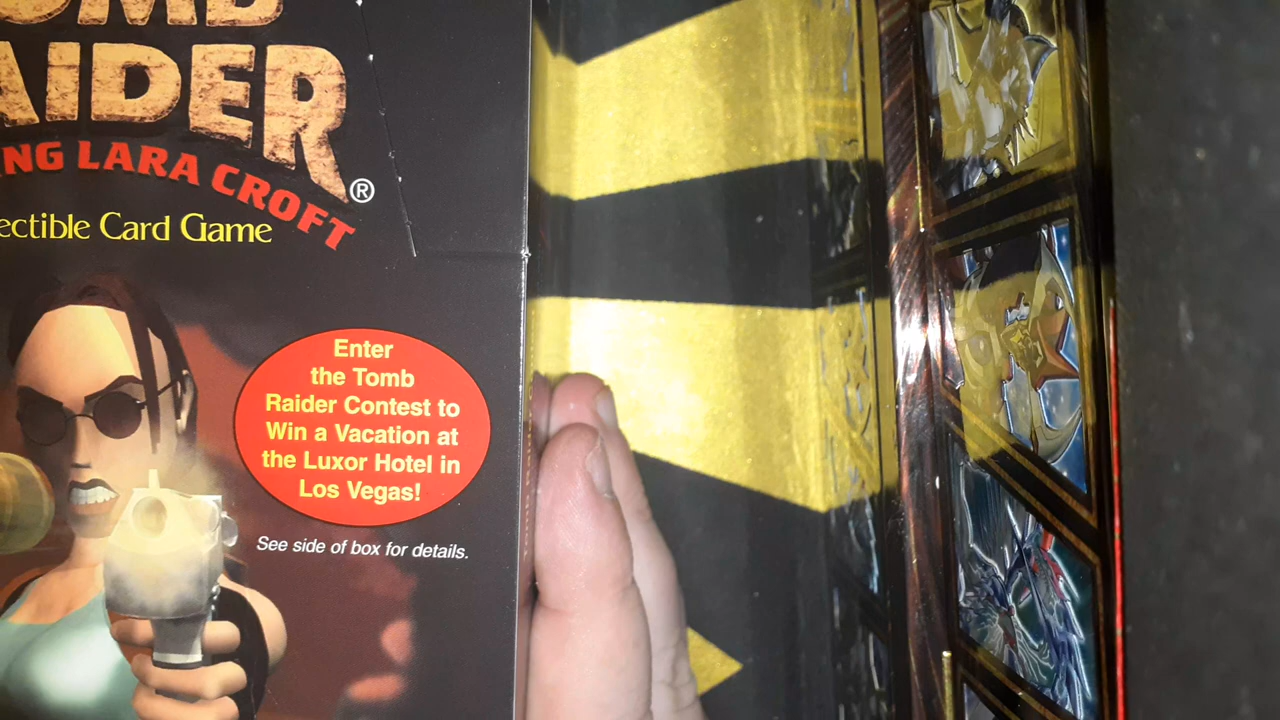 OMB
AIDER
NG LARA CROFT®
ectible Card Game
Enter
the Tomb
Raider Contest to
Win a Vacation at
the Luxor Hotel in
Los Vegas!
See side of box for details.